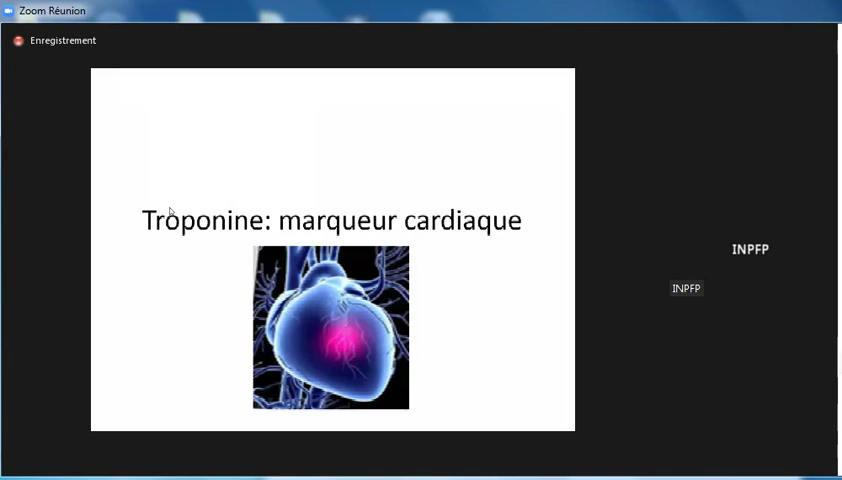 Zoom Réunion
Enregistrement
Troponine: marqueur cardiaque
INPFP
INPFP